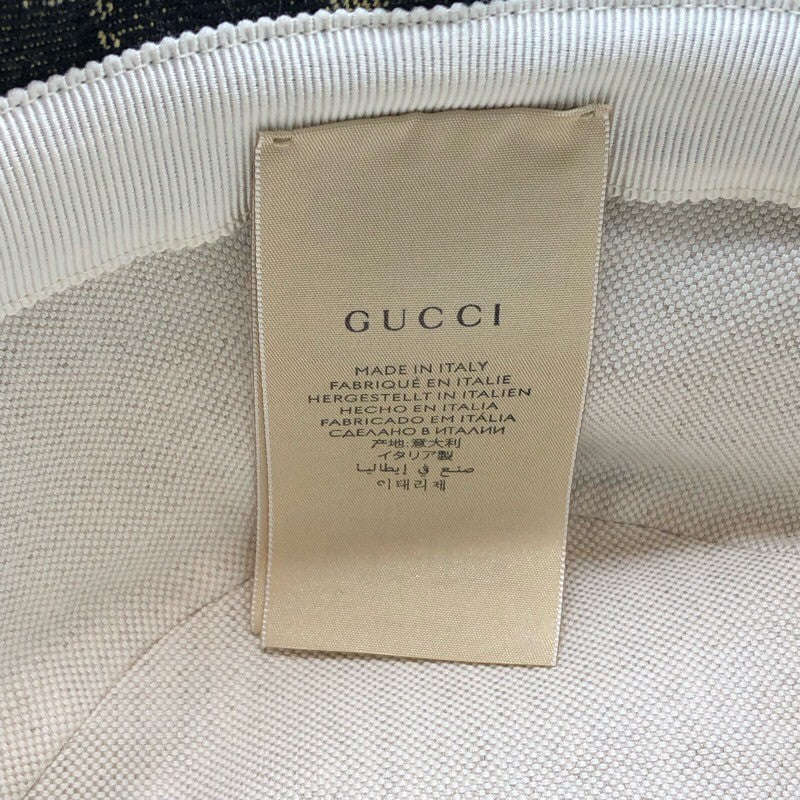 GUCCI
MADE IN ITALY
FABRIQUÉ EN ITALIE
HERGESTELLT IN ITALIEN
HECHO EN ITALIA
FABRICADO EM ITÁLIA
СДЕЛАНО В ИТАЛИИ
产地:意大利
イタリア製
صنع في إيطاليا
이태리제